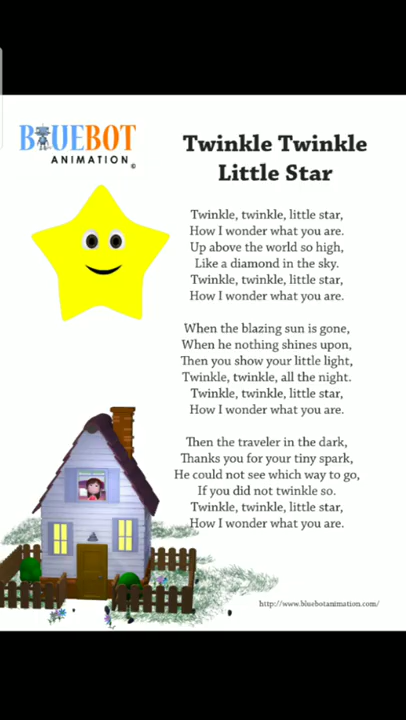 BLUEBOT
ANIMATION ©
Twinkle Twinkle
Little Star
Twinkle, twinkle, little star,
How I wonder what you are.
Up above the world so high,
Like a diamond in the sky.
Twinkle, twinkle, little star,
How I wonder what you are.
When the blazing sun is gone,
When he nothing shines upon,
Then you show your little light,
Twinkle, twinkle, all the night.
Twinkle, twinkle, little star,
How I wonder what you are.
Then the traveler in the dark,
Thanks you for your tiny spark,
He could not see which way to go,
If you did not twinkle so.
Twinkle, twinkle, little star,
How I wonder what you are.
http://www.bluebotanimation.com/